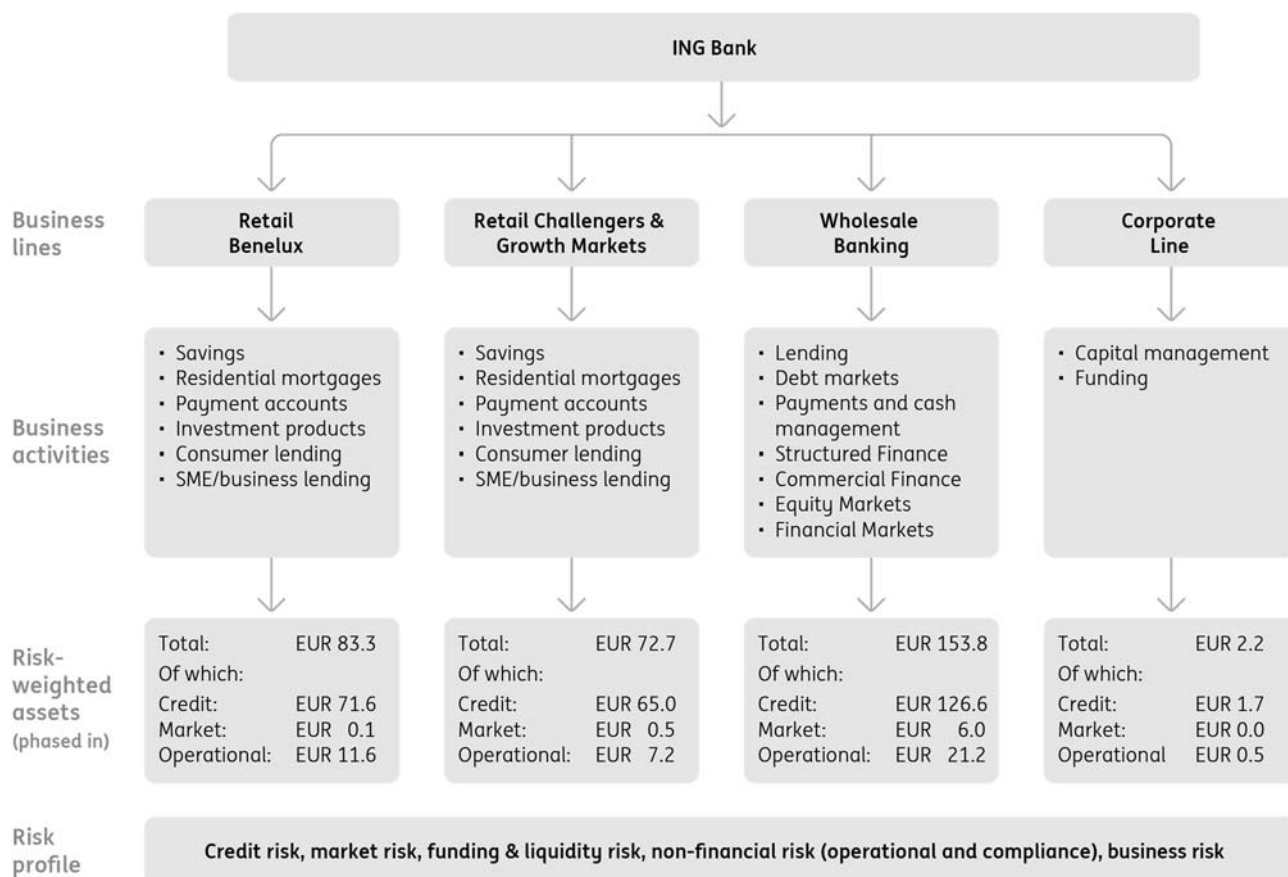 ING Bank
Business
lines
Retail
Benelux
Retail Challengers &
Growth Markets
Wholesale
Banking
Corporate
Line
Business
activities
▪ Savings
▪ Residential mortgages
▪ Payment accounts
▪ Investment products
▪ Consumer lending
▪ SME/business lending
▪ Savings
▪ Residential mortgages
▪ Payment accounts
▪ Investment products
▪ Consumer lending
▪ SME/business lending
▪ Lending
▪ Debt markets
▪ Payments and cash
management
▪ Structured Finance
▪ Commercial Finance
▪ Equity Markets
▪ Financial Markets
▪ Capital management
▪ Funding
Risk-
weighted
assets
(phased in)
Total: EUR 83.3
Of which:
Credit: EUR 71.6
Market: EUR 0.1
Operational: EUR 11.6
Total: EUR 72.7
Of which:
Credit: EUR 65.0
Market: EUR 0.5
Operational: EUR 7.2
Total: EUR 153.8
Of which:
Credit: EUR 126.6
Market: EUR 6.0
Operational: EUR 21.2
Total: EUR 2.2
Of which:
Credit: EUR 1.7
Market: EUR 0.0
Operational EUR 0.5
Risk
profile
Credit risk, market risk, funding & liquidity risk, non-financial risk (operational and compliance), business risk